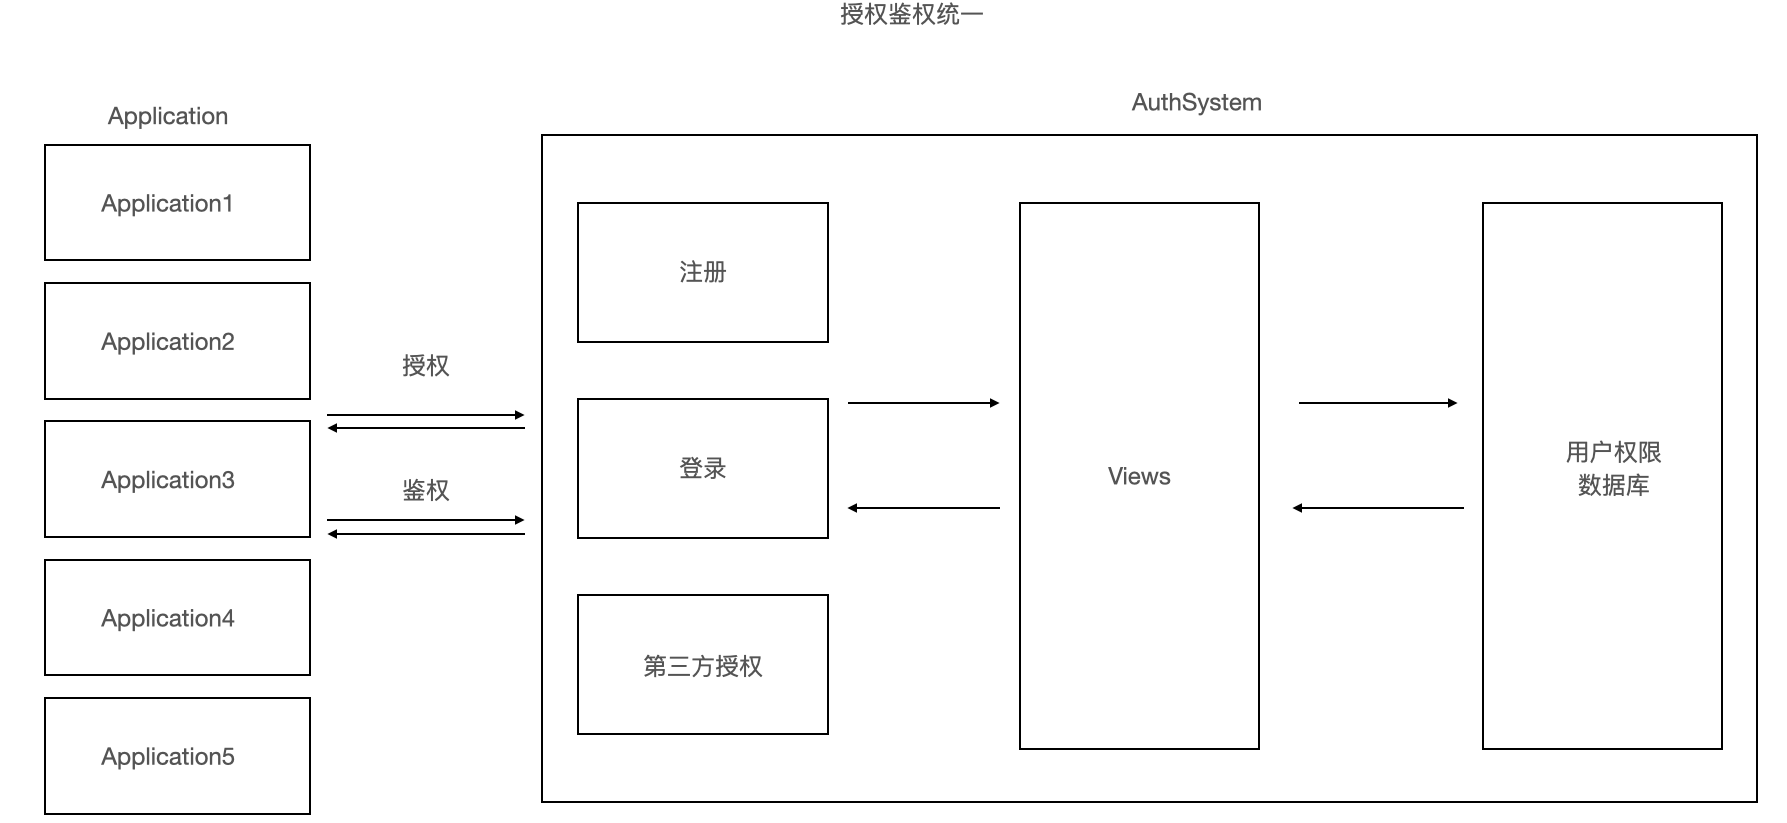 授权鉴权统一
Application
AuthSystem
Application1
Application2
Application3
Application4
Application5
授权
鉴权
注册
登录
第三方授权
Views
用户权限
数据库